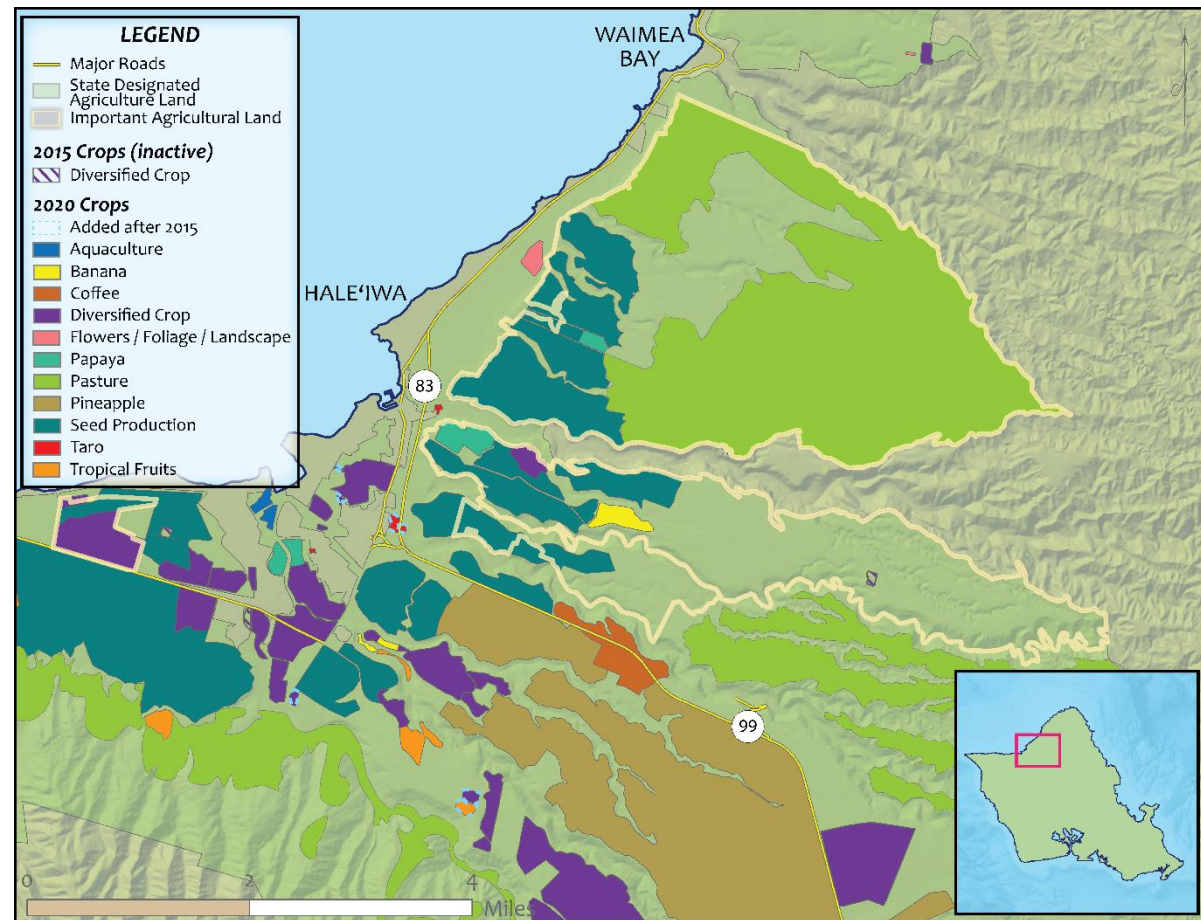 LEGEND
Major Roads
State Designated
Agriculture Land
Important Agricultural Land
2015 Crops (inactive)
Diversified Crop
2020 Crops
Added after 2015
Aquaculture
Banana
Coffee
Diversified Crop
Flowers / Foliage / Landscape
Papaya
Pasture
Pineapple
Seed Production
Taro
Tropical Fruits
WAIMEA
BAY
HALEʻIWA
83
99
0 2 4
Miles